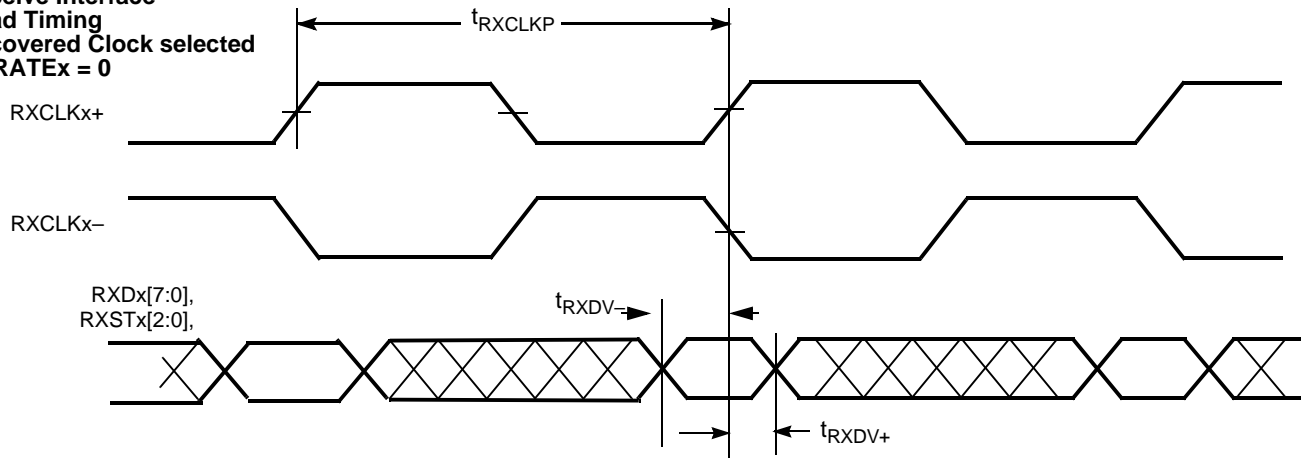 Timing
covered Clock selected
RATEx = 0
tRXCLKP
RXCLKx+
RXCLKx–
RXDx[7:0],
RXSTx[2:0],
tRXDV–
tRXDV+